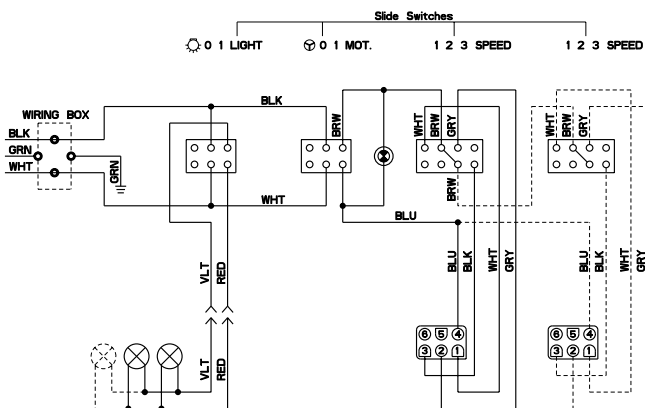 Slide Switches
0 1 LIGHT
0 1 MOT.
1 2 3 SPEED
1 2 3 SPEED
WIRING BOX
BLK
GRN
WHT
GRN
BLK
BRW
WHT
BRW
GRY
WHT
BRW
GRY
BRW
WHT
BLU
VLT
RED
BLU
BLK
WHT
GRY
BLU
BLK
WHT
GRY
6 5 4
3 2 1
6 5 4
3 2 1
VLT
RED